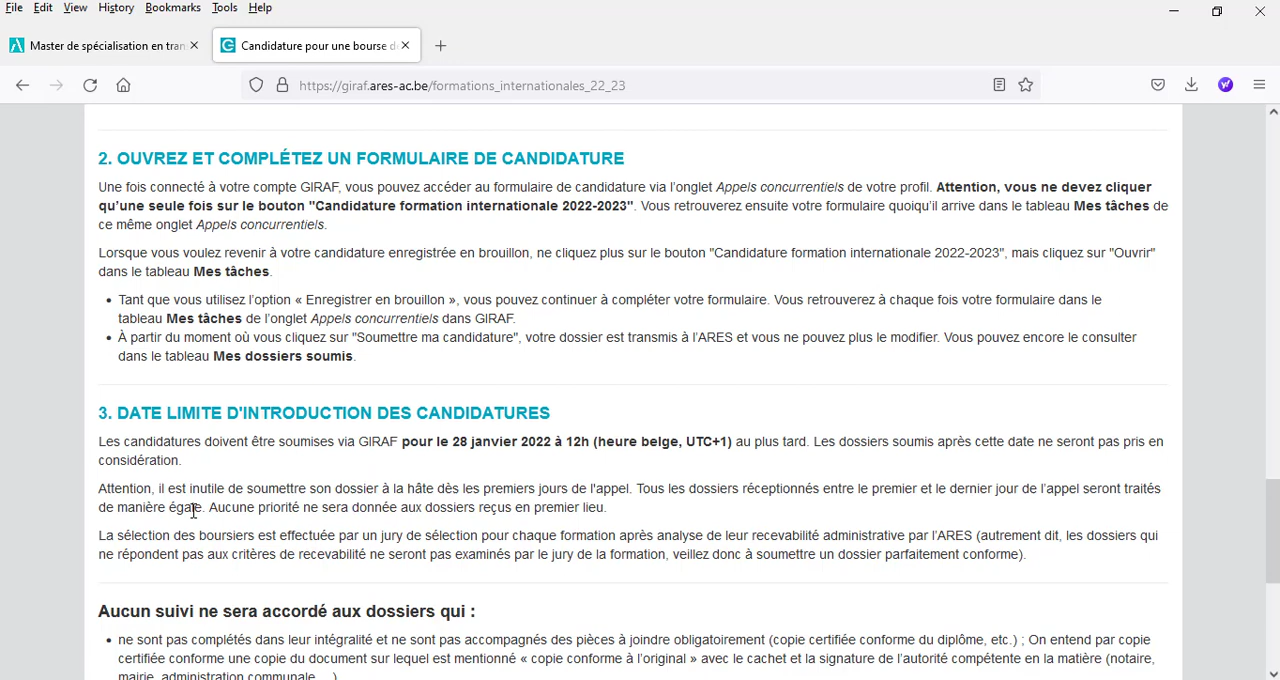 File Edit View History Bookmarks Tools Help
Master de spécialisation en tran
Candidature pour une bourse d
https://giraf.ares-ac.be/formations_internationales_22_23
2. OUVREZ ET COMPLÉTEZ UN FORMULAIRE DE CANDIDATURE
Une fois connecté à votre compte GIRAF, vous pouvez accéder au formulaire de candidature via l'onglet Appels concurrentiels de votre profil. Attention, vous ne devez cliquer
qu'une seule fois sur le bouton "Candidature formation internationale 2022-2023". Vous retrouverez ensuite votre formulaire quoiqu'il arrive dans le tableau Mes tâches de
ce même onglet Appels concurrentiels.
Lorsque vous voulez revenir à votre candidature enregistrée en brouillon, ne cliquez plus sur le bouton "Candidature formation internationale 2022-2023", mais cliquez sur "Ouvrir"
dans le tableau Mes tâches.
• Tant que vous utilisez l'option « Enregistrer en brouillon », vous pouvez continuer à compléter votre formulaire. Vous retrouverez à chaque fois votre formulaire dans le
tableau Mes tâches de l'onglet Appels concurrentiels dans GIRAF.
• À partir du moment où vous cliquez sur "Soumettre ma candidature", votre dossier est transmis à l'ARES et vous ne pouvez plus le modifier. Vous pouvez encore le consulter
dans le tableau Mes dossiers soumis.
3. DATE LIMITE D'INTRODUCTION DES CANDIDATURES
Les candidatures doivent être soumises via GIRAF pour le 28 janvier 2022 à 12h (heure belge, UTC+1) au plus tard. Les dossiers soumis après cette date ne seront pas pris en
considération.
Attention, il est inutile de soumettre son dossier à la hâte dès les premiers jours de l'appel. Tous les dossiers réceptionnés entre le premier et le dernier jour de l'appel seront traités
de manière égale. Aucune priorité ne sera donnée aux dossiers reçus en premier lieu.
La sélection des boursiers est effectuée par un jury de sélection pour chaque formation après analyse de leur recevabilité administrative par l'ARES (autrement dit, les dossiers qui
ne répondent pas aux critères de recevabilité ne seront pas examinés par le jury de la formation, veillez donc à soumettre un dossier parfaitement conforme).
Aucun suivi ne sera accordé aux dossiers qui :
• ne sont pas complétés dans leur intégralité et ne sont pas accompagnés des pièces à joindre obligatoirement (copie certifiée conforme du diplôme, etc.) ; On entend par copie
certifiée conforme une copie du document sur lequel est mentionné « copie conforme à l'original » avec le cachet et la signature de l'autorité compétente en la matière (notaire,
mairie, administration communale, ...)